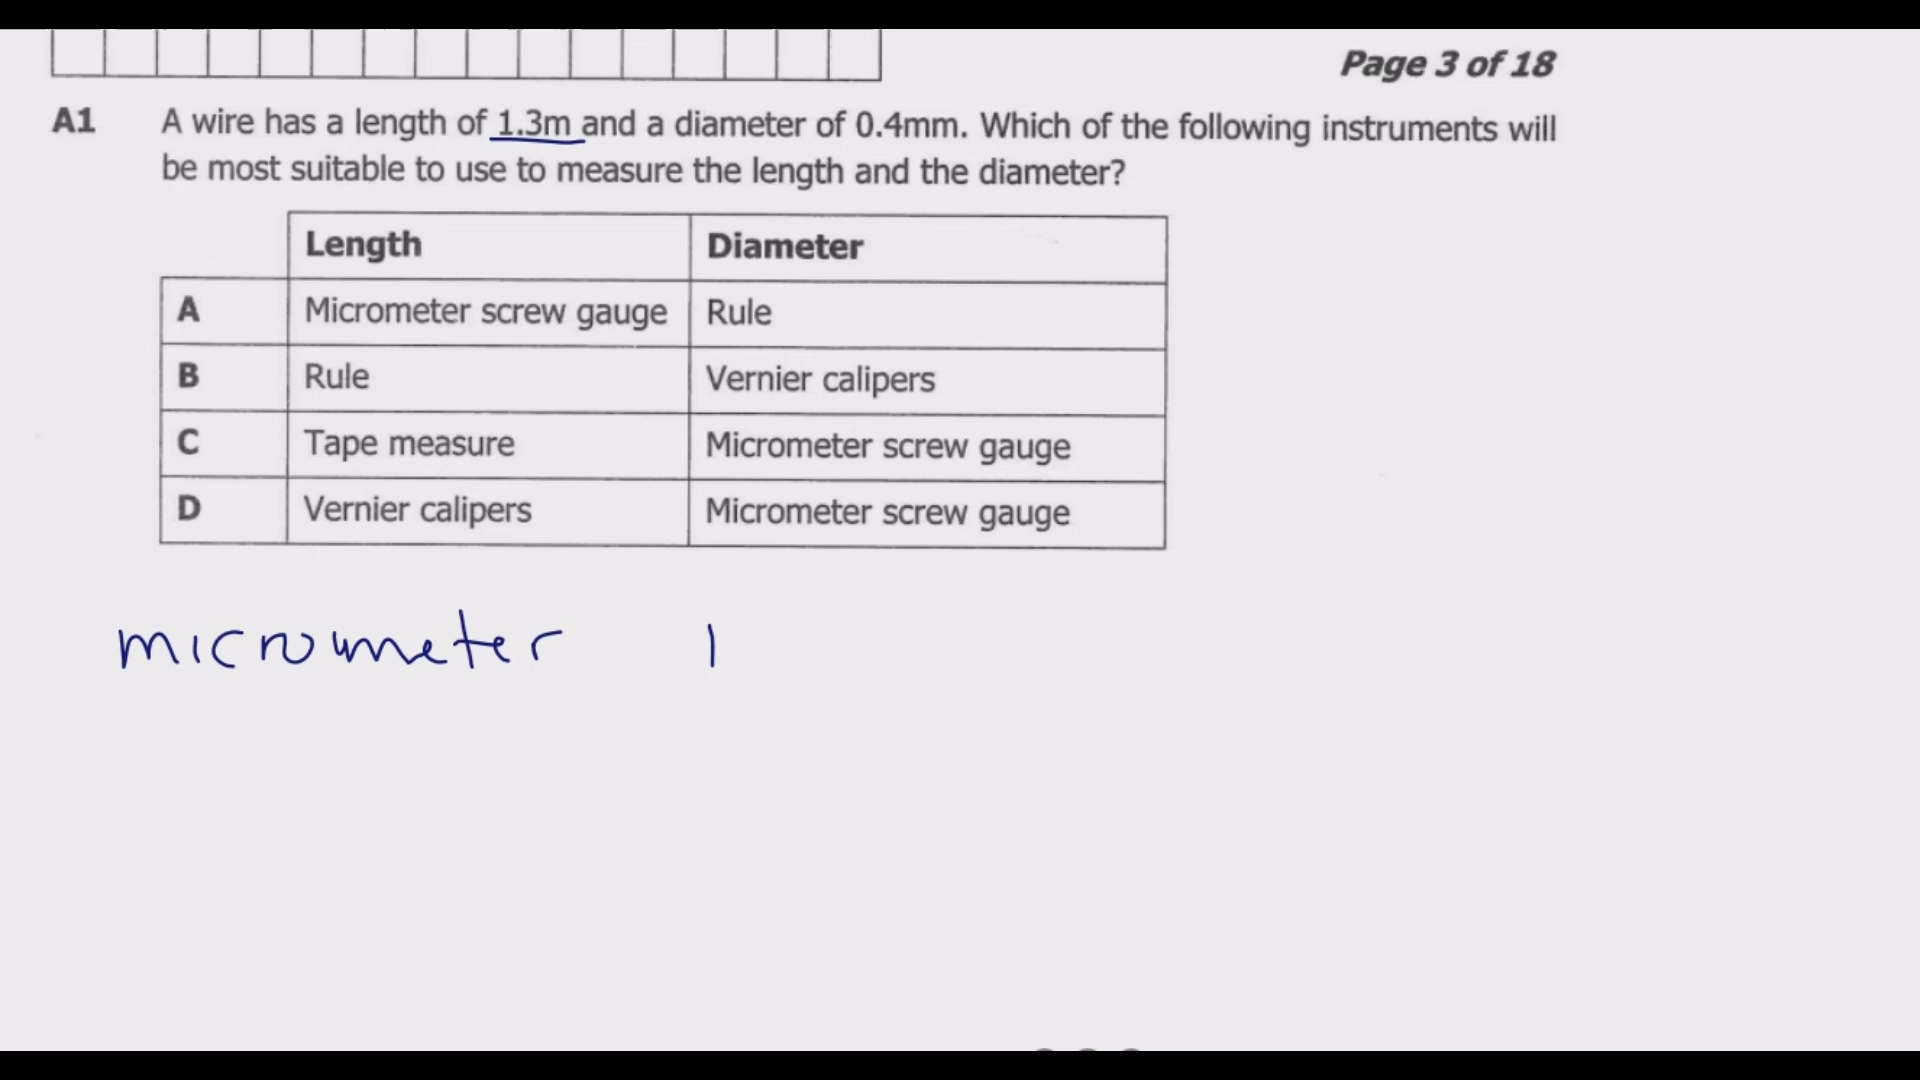 Page 3 of 18
A1 A wire has a length of 1.3m and a diameter of 0.4mm. Which of the following instruments will
be most suitable to use to measure the length and the diameter?
Length Diameter
A Micrometer screw gauge Rule
B Rule Vernier calipers
C Tape measure Micrometer screw gauge
D Vernier calipers Micrometer screw gauge
micrometer |